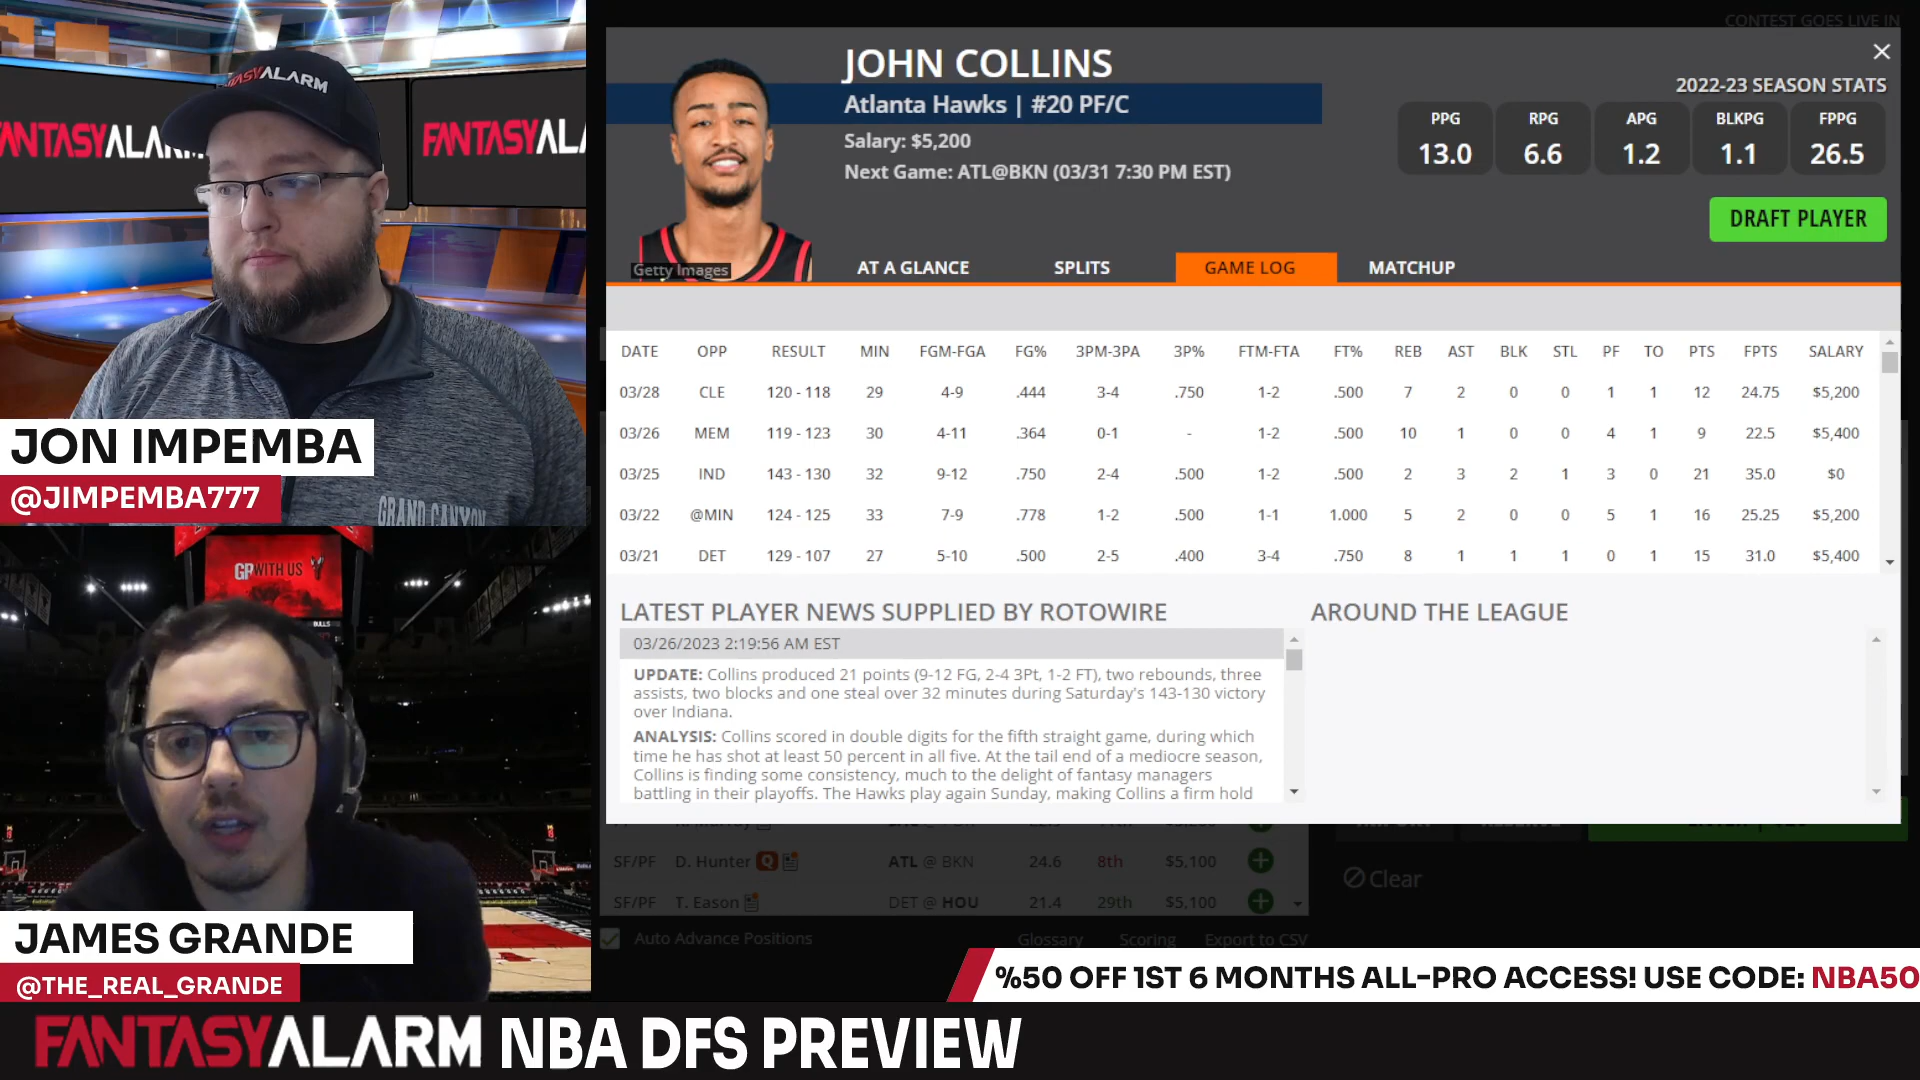 CONTEST GOES LIVE IN
FANTASYALARM
FANTASYAL
FANTASYAL
GRAND CANYON
JON IMPEMBA
@JIMPEMBA777
GP WITH US
BULLS
JAMES GRANDE
@THE_REAL_GRANDE
JOHN COLLINS
Atlanta Hawks | #20 PF/C
Salary: $5,200
Next Game: ATL@BKN (03/31 7:30 PM EST)
Getty Images
2022-23 SEASON STATS
PPG RPG APG BLKPG FPPG
13.0 6.6 1.2 1.1 26.5
DRAFT PLAYER
AT A GLANCE SPLITS GAME LOG MATCHUP
DATE OPP RESULT MIN FGM-FGA FG% 3PM-3PA 3P% FTM-FTA FT% REB AST BLK STL PF TO PTS FPTS SALARY
03/28 CLE 120 - 118 29 4-9 .444 3-4 .750 1-2 .500 7 2 0 0 1 1 12 24.75 $5,200
03/26 MEM 119 - 123 30 4-11 .364 0-1 - 1-2 .500 10 1 0 0 4 1 9 22.5 $5,400
03/25 IND 143 - 130 32 9-12 .750 2-4 .500 1-2 .500 2 3 2 1 3 0 21 35.0 $0
03/22 @MIN 124 - 125 33 7-9 .778 1-2 .500 1-1 1.000 5 2 0 0 5 1 16 25.25 $5,200
03/21 DET 129 - 107 27 5-10 .500 2-5 .400 3-4 .750 8 1 1 1 0 1 15 31.0 $5,400
LATEST PLAYER NEWS SUPPLIED BY ROTOWIRE
03/26/2023 2:19:56 AM EST
UPDATE: Collins produced 21 points (9-12 FG, 2-4 3Pt, 1-2 FT), two rebounds, three
assists, two blocks and one steal over 32 minutes during Saturday's 143-130 victory
over Indiana.
ANALYSIS: Collins scored in double digits for the fifth straight game, during which
time he has shot at least 50 percent in all five. At the tail end of a mediocre season,
Collins is finding some consistency, much to the delight of fantasy managers
battling in their playoffs. The Hawks play again Sunday, making Collins a firm hold
AROUND THE LEAGUE
SF/PF D. Hunter Q ATL @ BKN 24.6 8th $5,100
SF/PF T. Eason DET @ HOU 21.4 29th $5,100
Clear
Auto Advance Positions Glossary Scoring Export to CSV
%50 OFF 1ST 6 MONTHS ALL-PRO ACCESS! USE CODE: NBA50
FANTASYALARM NBA DFS PREVIEW